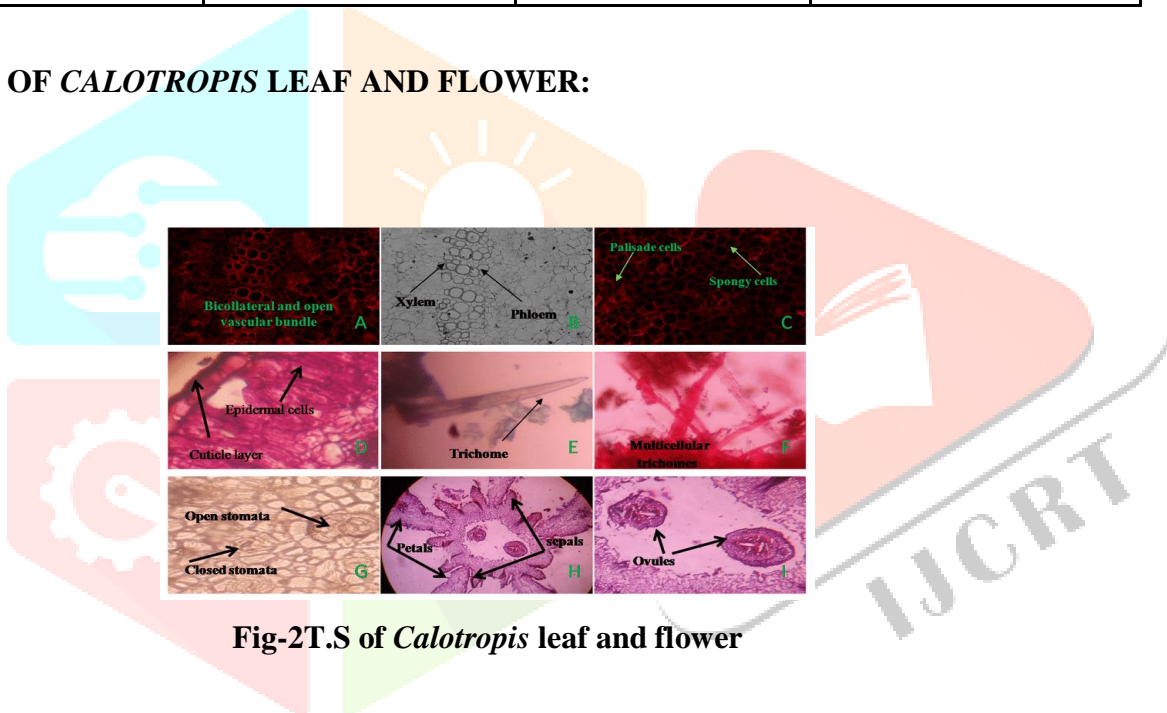 OF CALOTROPIS LEAF AND FLOWER:
Bicollateral and open
vascular bundle
A
Xylem
Phloem
B
Palisade cells
Spongy cells
C
Epidermal cells
Cuticle layer
D
Trichome
E
Multicellular
trichomes
F
Open stomata
Closed stomata
G
Petals
sepals
H
Ovules
I
IJCRT
Fig-2T.S of Calotropis leaf and flower